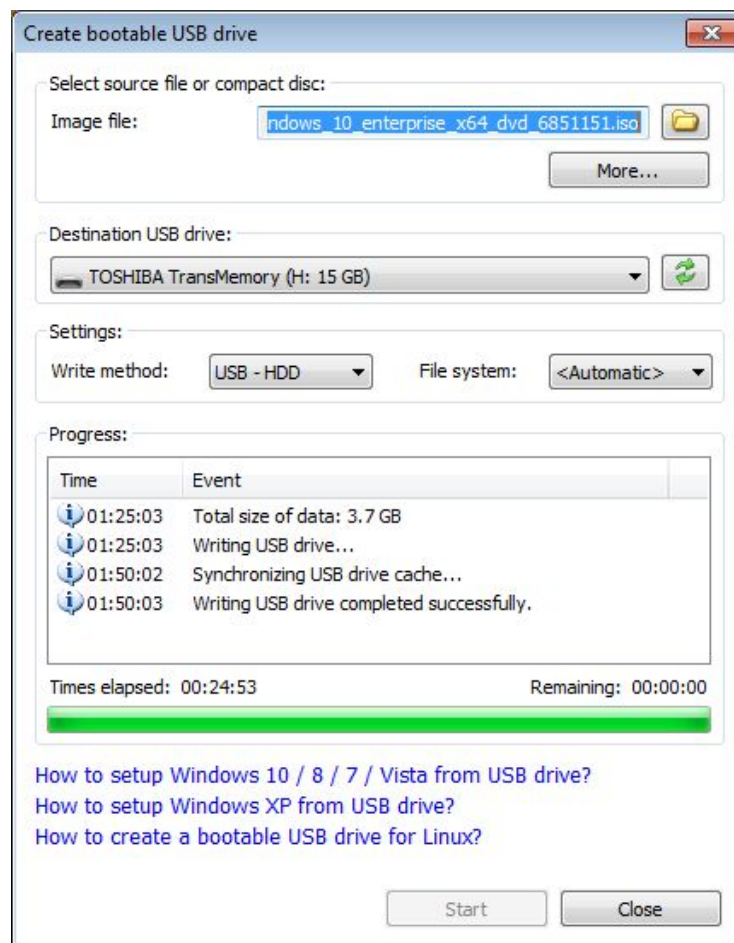 Create bootable USB drive
Select source file or compact disc:
Image file: ndows_10_enterprise_x64_dvd_6851151.iso
More...
Destination USB drive:
TOSHIBA TransMemory (H: 15 GB)
Settings:
Write method: USB - HDD File system: <Automatic>
Progress:
Time Event
01:25:03 Total size of data: 3.7 GB
01:25:03 Writing USB drive...
01:50:02 Synchronizing USB drive cache...
01:50:03 Writing USB drive completed successfully.
Times elapsed: 00:24:53 Remaining: 00:00:00
How to setup Windows 10 / 8 / 7 / Vista from USB drive?
How to setup Windows XP from USB drive?
How to create a bootable USB drive for Linux?
Start Close